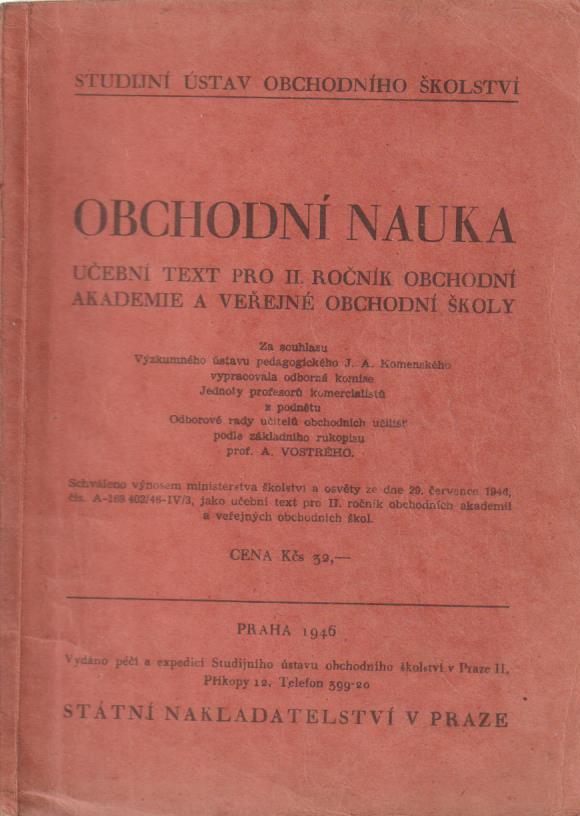 STUDIJNÍ ÚSTAV OBCHODNÍHO ŠKOLSTVÍ
OBCHODNÍ NAUKA
UČEBNÍ TEXT PRO II. ROČNÍK OBCHODNÍ
AKADEMIE A VEŘEJNÉ OBCHODNÍ ŠKOLY
Za souhlasu
Výzkumného ústavu pedagogického J. A. Komenského
vypracovala odborná komise
Jednoty profesorů komercialistů
z podnětu
Odborové rady učitelů obchodních učilišť
podle základního rukopisu
prof. A. VOSTRÉHO.
Schváleno výnosem ministerstva školství a osvěty ze dne 29. července 1946,
čís. A-168 402/46-IV/3, jako učební text pro II. ročník obchodních akademií
a veřejných obchodních škol.
CENA Kčs 32,—
PRAHA 1946
Vydáno péčí a expedicí Studijního ústavu obchodního školství v Praze II,
Příkopy 12. Telefon 399-20
STÁTNÍ NAKLADATELSTVÍ V PRAZE